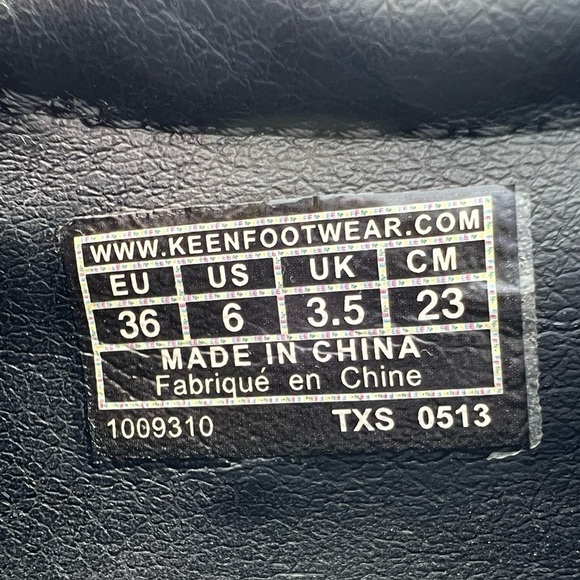 WWW.KEENFOOTWEAR.COM
EU US UK CM
36 6 3.5 23
MADE IN CHINA
Fabriqué en Chine
1009310 TXS 0513